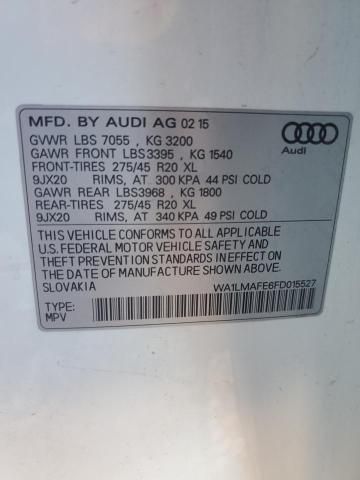 MFD. BY AUDI AG 02 15
GVWR LBS 7055 , KG 3200
GAWR FRONT LBS3395 , KG 1540
FRONT-TIRES 275/45 R20 XL
9JX20 RIMS, AT 300 KPA 44 PSI COLD
GAWR REAR LBS3968 , KG 1800
REAR-TIRES 275/45 R20 XL
9JX20 RIMS, AT 340 KPA 49 PSI COLD
Audi
THIS VEHICLE CONFORMS TO ALL APPLICABLE
U.S. FEDERAL MOTOR VEHICLE SAFETY AND
THEFT PREVENTION STANDARDS IN EFFECT ON
THE DATE OF MANUFACTURE SHOWN ABOVE.
SLOVAKIA WA1LMAFE6FD015527
TYPE:
MPV